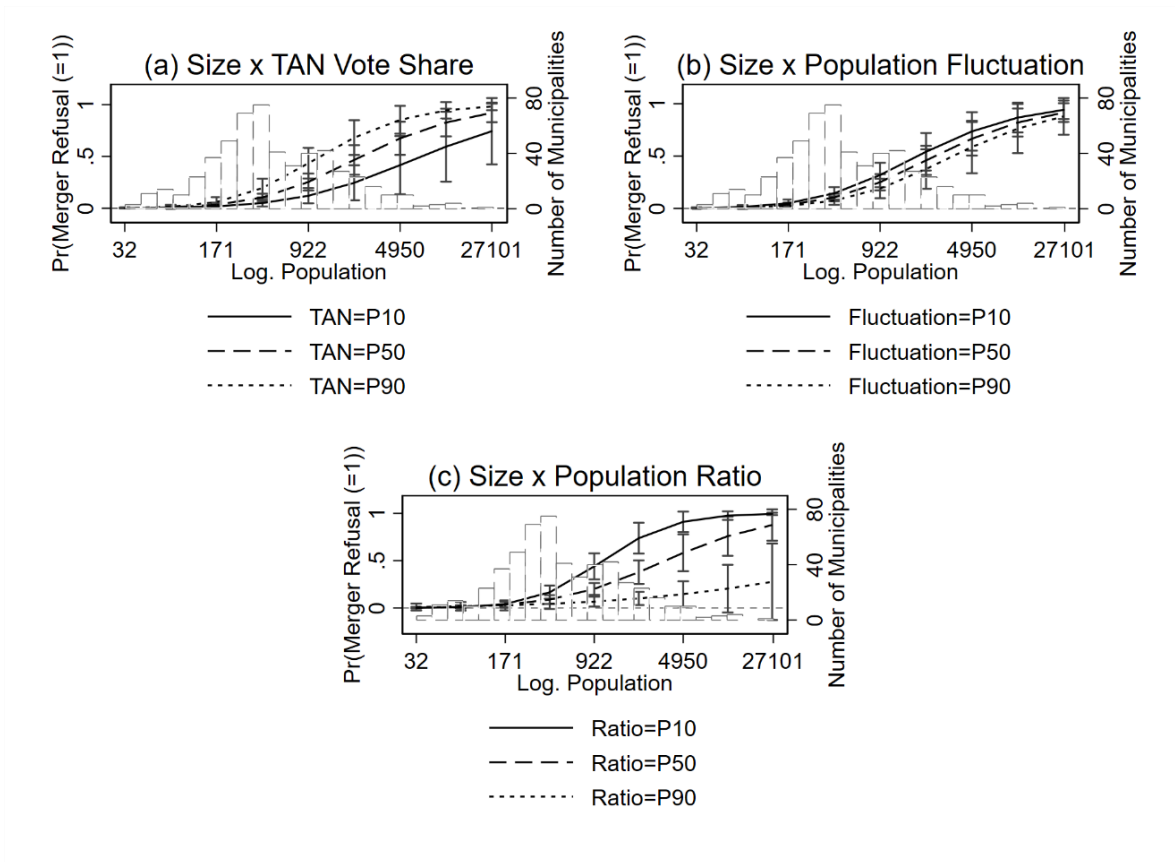 (a) Size x TAN Vote Share
Pr(Merger Refusal (=1))
1
.5
0
80
40
0
Number of Municipalities
32 171 922 4950 27101
Log. Population
TAN=P10
TAN=P50
TAN=P90
(b) Size x Population Fluctuation
Pr(Merger Refusal (=1))
1
.5
0
80
40
0
Number of Municipalities
32 171 922 4950 27101
Log. Population
Fluctuation=P10
Fluctuation=P50
Fluctuation=P90
(c) Size x Population Ratio
Pr(Merger Refusal (=1))
1
.5
0
80
40
0
Number of Municipalities
32 171 922 4950 27101
Log. Population
Ratio=P10
Ratio=P50
Ratio=P90